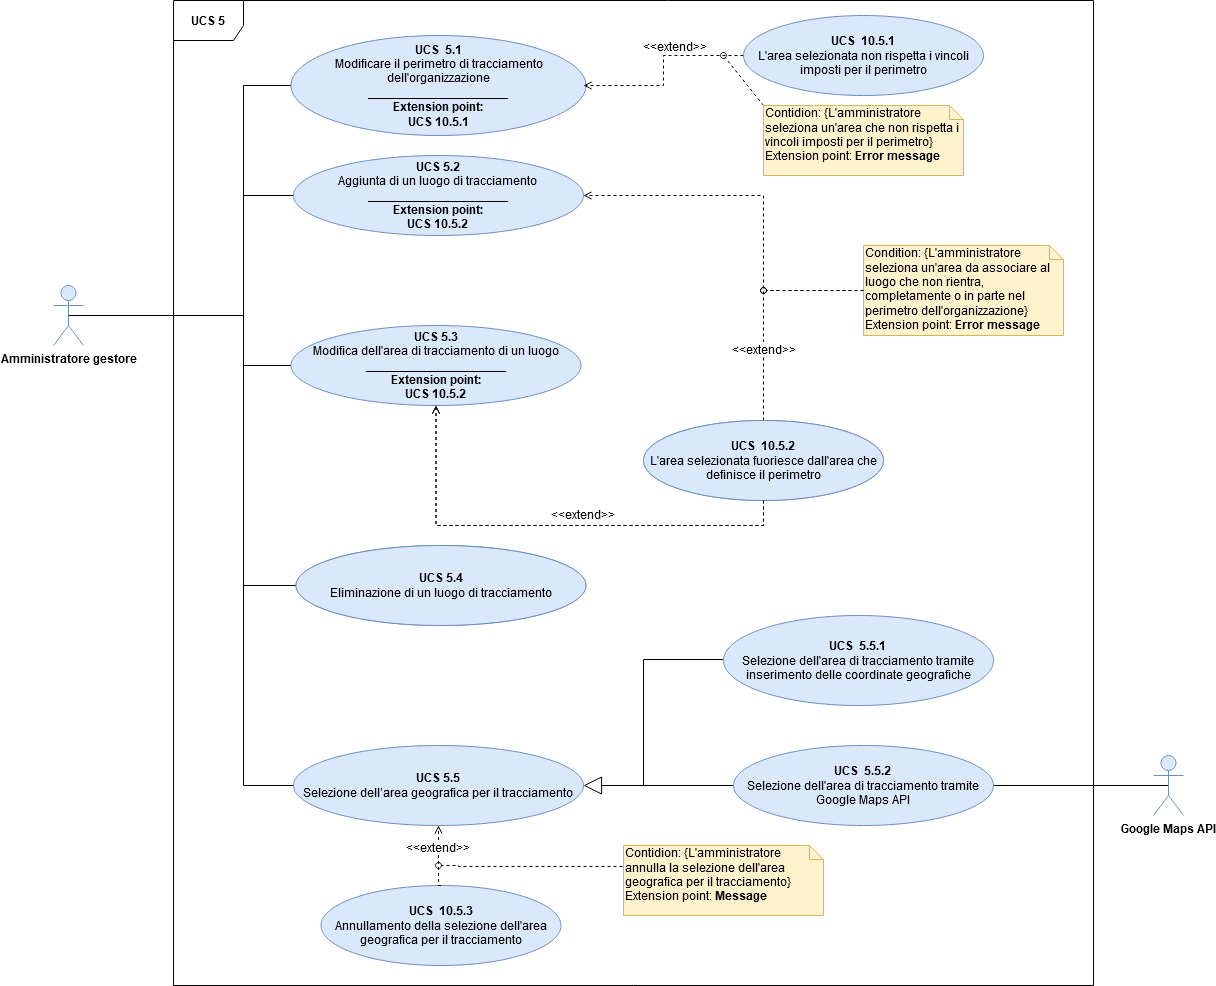 UCS 5
UCS 5.1
Modificare il perimetro di tracciamento
dell'organizzazione
Extension point:
UCS 10.5.1
<<extend>>
UCS 10.5.1
L'area selezionata non rispetta i vincoli
imposti per il perimetro
Contidion: {L'amministratore
seleziona un'area che non rispetta i
vincoli imposti per il perimetro}
Extension point: Error message
UCS 5.2
Aggiunta di un luogo di tracciamento
Extension point:
UCS 10.5.2
Condition: {L'amministratore
seleziona un'area da associare al
luogo che non rientra,
completamente o in parte nel
perimetro dell'organizzazione}
Extension point: Error message
Amministratore gestore
UCS 5.3
Modifica dell'area di tracciamento di un luogo
Extension point:
UCS 10.5.2
<<extend>>
UCS 10.5.2
L'area selezionata fuoriesce dall'area che
definisce il perimetro
<<extend>>
UCS 5.4
Eliminazione di un luogo di tracciamento
UCS 5.5.1
Selezione dell'area di tracciamento tramite
inserimento delle coordinate geografiche
UCS 5.5
Selezione dell'area geografica per il tracciamento
UCS 5.5.2
Selezione dell'area di tracciamento tramite
Google Maps API
Google Maps API
<<extend>>
Contidion: {L'amministratore
annulla la selezione dell'area
geografica per il tracciamento}
Extension point: Message
UCS 10.5.3
Annullamento della selezione dell'area
geografica per il tracciamento